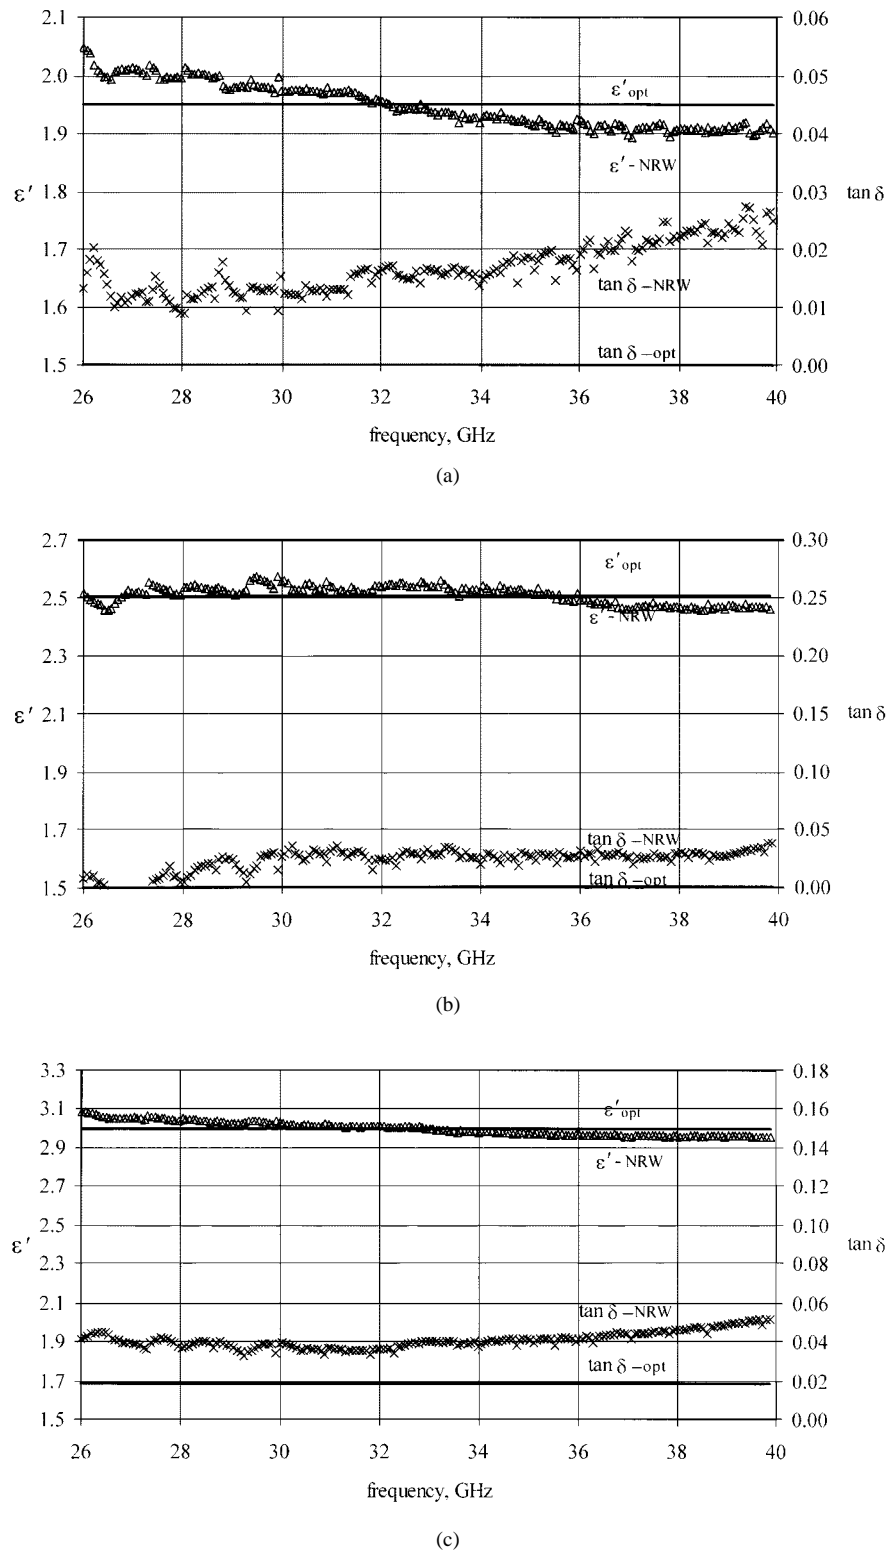 2.1
0.06
2.0
0.05
ε′opt
1.9
0.04
ε′ - NRW
ε′
1.8
0.03
tan δ
1.7
0.02
tan δ –NRW
1.6
0.01
tan δ –opt
1.5
0.00
26 28 30 32 34 36 38 40
frequency, GHz
(a)
2.7
0.30
ε′opt
2.5
0.25
ε′ - NRW
2.3
0.20
ε′
2.1
0.15
tan δ
1.9
0.10
1.7
0.05
tan δ –NRW
tan δ –opt
1.5
0.00
26 28 30 32 34 36 38 40
frequency, GHz
(b)
3.3
0.18
3.1
0.16
ε′opt
2.9
0.14
ε′ - NRW
2.7
0.12
2.5
0.10
ε′
tan δ
2.3
0.08
2.1
0.06
tan δ –NRW
1.9
0.04
tan δ –opt
1.7
0.02
1.5
0.00
26 28 30 32 34 36 38 40
frequency, GHz
(c)